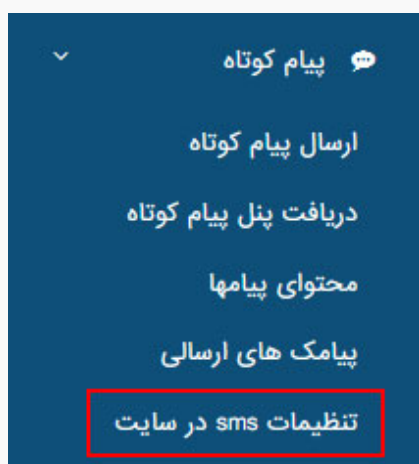 پیام کوتاه
ارسال پیام کوتاه
دریافت پنل پیام کوتاه
محتوای پیامها
پیامک های ارسالی
تنظیمات sms در سایت